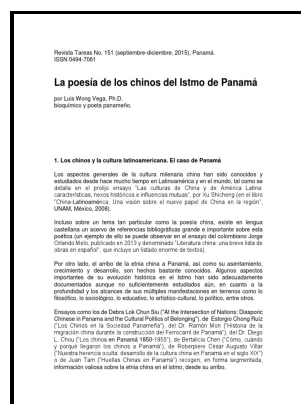 Revista Tareas No. 151 (septiembre-diciembre, 2015), Panamá.
ISSN 0494-7061
La poesía de los chinos del Istmo de Panamá
por Luis Wong Vega, Ph.D.
bioquímico y poeta panameño.
1. Los chinos y la cultura latinoamericana. El caso de Panamá
Los aspectos generales de la cultura milenaria china han sido conocidos y
estudiados desde hace mucho tiempo en Latinoamérica y en el mundo, tal como se
detalla en el prolijo ensayo "Las culturas de China y de América Latina:
características, nexos históricos e influencias mutuas", por Xu Shicheng (en el libro
"China-Latinoamérica, Una visión sobre el nuevo papel de China en la región",
UNAM, México, 2008).
Incluso sobre un tema tan particular como la poesía china, existe en lengua
castellana un acervo de referencias bibliográficas grande e importante sobre esta
poética (un ejemplo de ello se puede observar en el ensayo del colombiano Jorge
Orlando Melo, publicado en 2013 y denominado "Literatura china: una breve lista de
obras en español", que incluye un listado enorme de textos).
Por otro lado, el arribo de la etnia china a Panamá, así como su asentamiento,
crecimiento y desarrollo, son hechos bastante conocidos. Algunos aspectos
importantes de su evolución histórica en el Istmo han sido adecuadamente
documentados aunque no suficientemente estudiados aún, en cuanto a la
profundidad y los alcances de sus múltiples manifestaciones en terrenos como lo
filosófico, lo sociológico, lo educativo, lo artístico-cultural, lo político, entre otros.
Ensayos como los de Debra Lok Chun Siu ("At the Intersection of Nations: Diasporic
Chinese in Panama and the Cultural Politics of Belonging"), de Estorgio Chong Ruiz
("Los Chinos en la Sociedad Panameña"), del Dr. Ramón Mon ("Historia de la
migración china durante la construcción del Ferrocarril de Panamá"), del Dr. Diego
L. Chou ("Los chinos en Panamá 1850-1950"), de Bertalicia Chen ("Cómo, cuándo
y porqué llegaron los chinos a Panamá"), de Roberpiere César Augusto Villar
("Nuestra herencia oculta: desarrollo de la cultura china en Panamá en el siglo XIX")
o de Juan Tam ("Huellas Chinas en Panamá") recogen, en forma segmentada,
información valiosa sobre la etnia china en el istmo, desde su arribo.